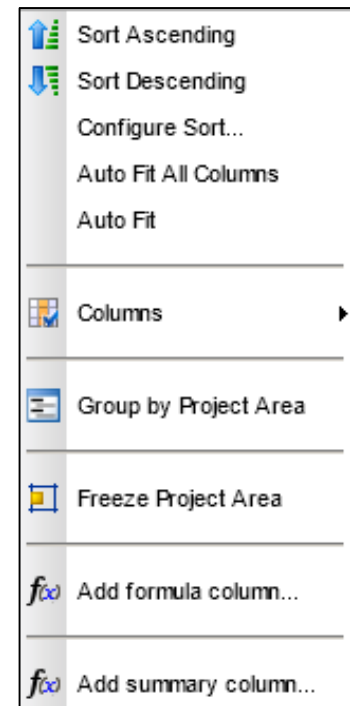 Sort Ascending
Sort Descending
Configure Sort...
Auto Fit All Columns
Auto Fit
Columns
Group by Project Area
Freeze Project Area
f(x) Add formula column...
f(x) Add summary column...